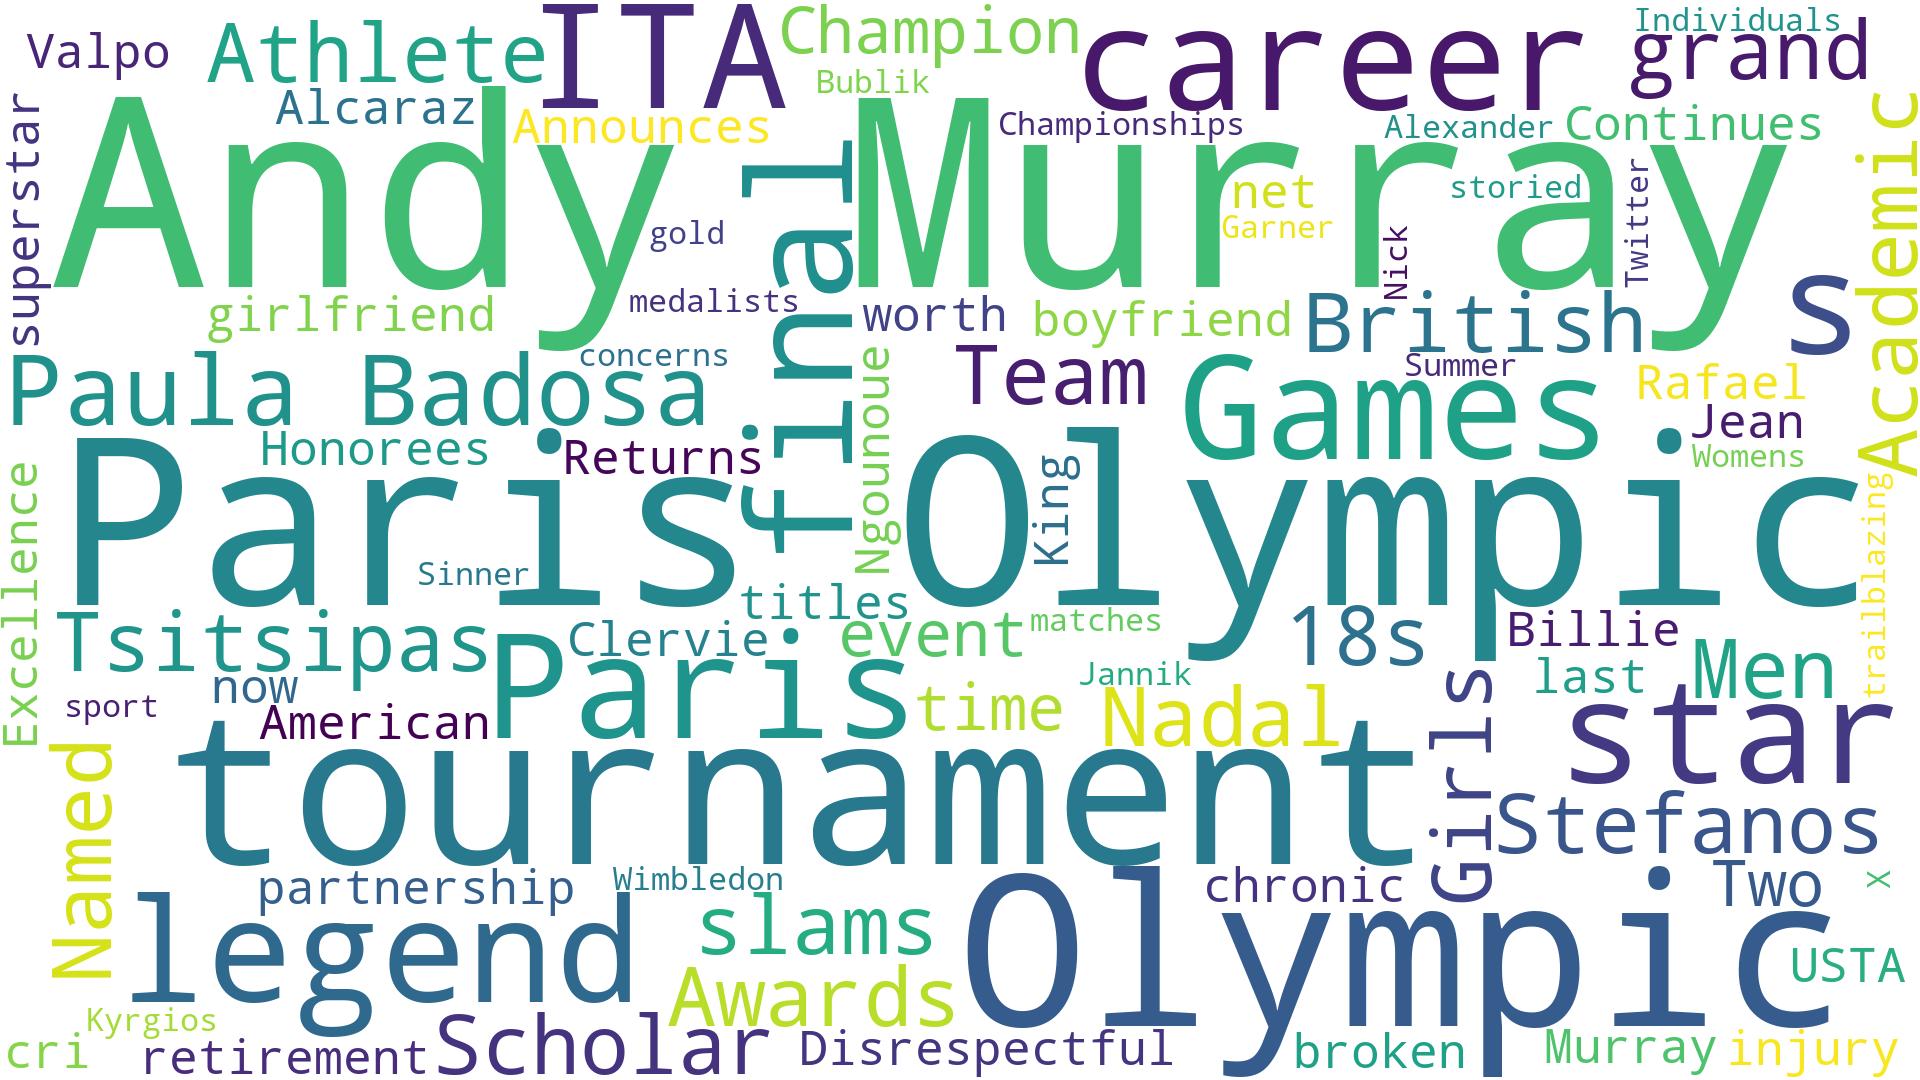 Individuals
Valpo
Athlete
ITA
Champion
career
grand
Bublik
Alcaraz
Announces
Championships
Alexander
Continues
superstar
Andy Murray
final
net
storied
Twitter
Academic
gold
Garner
Nick
s
girlfriend
medalists
worth
boyfriend
British
concerns
Team
Summer
Paula Badosa
Games
Rafael
Ngounoue
Jean
Honorees
Returns
Womens
Excellence
Paris Olympic
King
trailblazing
Sinner
titles
matches
Tsitsipas
Clervie
event
18s
Billie
Paris
now
Jannik
last
Men
sport
American
time
Nadal
Girls
star
Named
tournament
Stefanos
partnership
Wimbledon
chronic
Two
X
legend
slams
Olympic
USTA
Awards
Kyrgios
cri
retirement
Scholar
Disrespectful
broken
Murray
injury